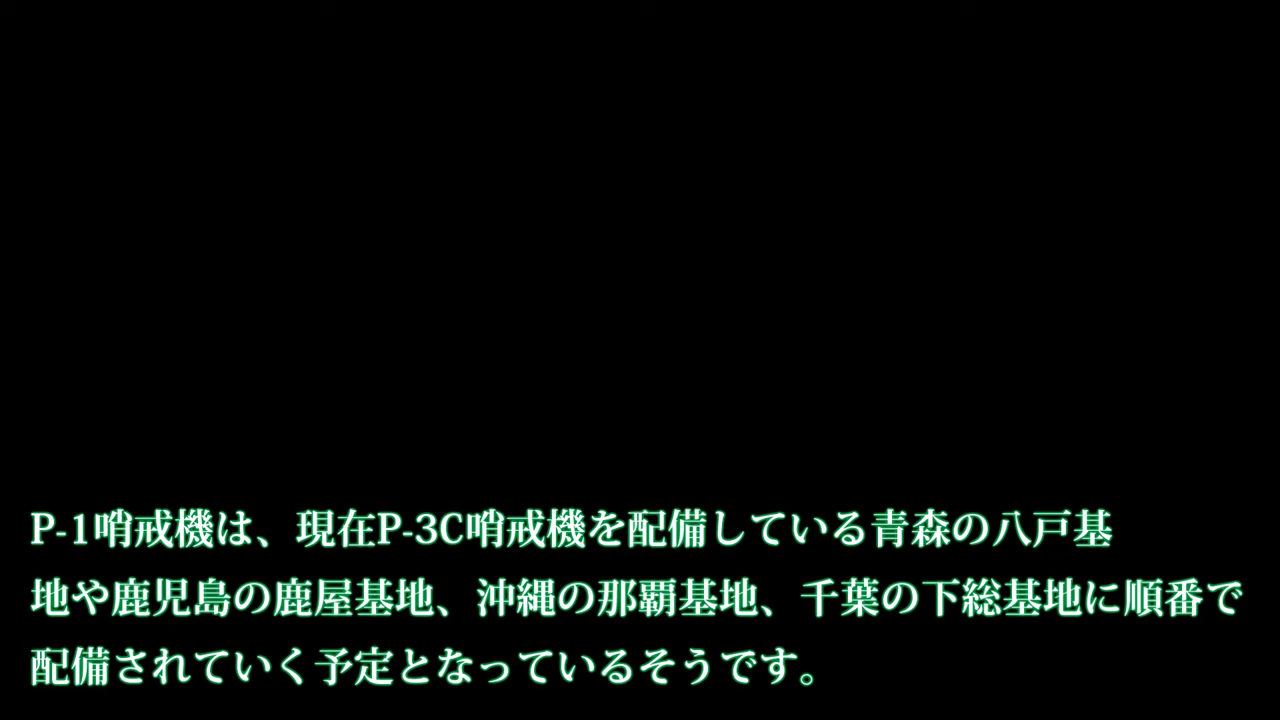 P-1哨戒機は、現在P-3C哨戒機を配備している青森の八戸基
地や鹿児島の鹿屋基地、沖縄の那覇基地、千葉の下総基地に順番で
配備されていく予定となっているそうです。